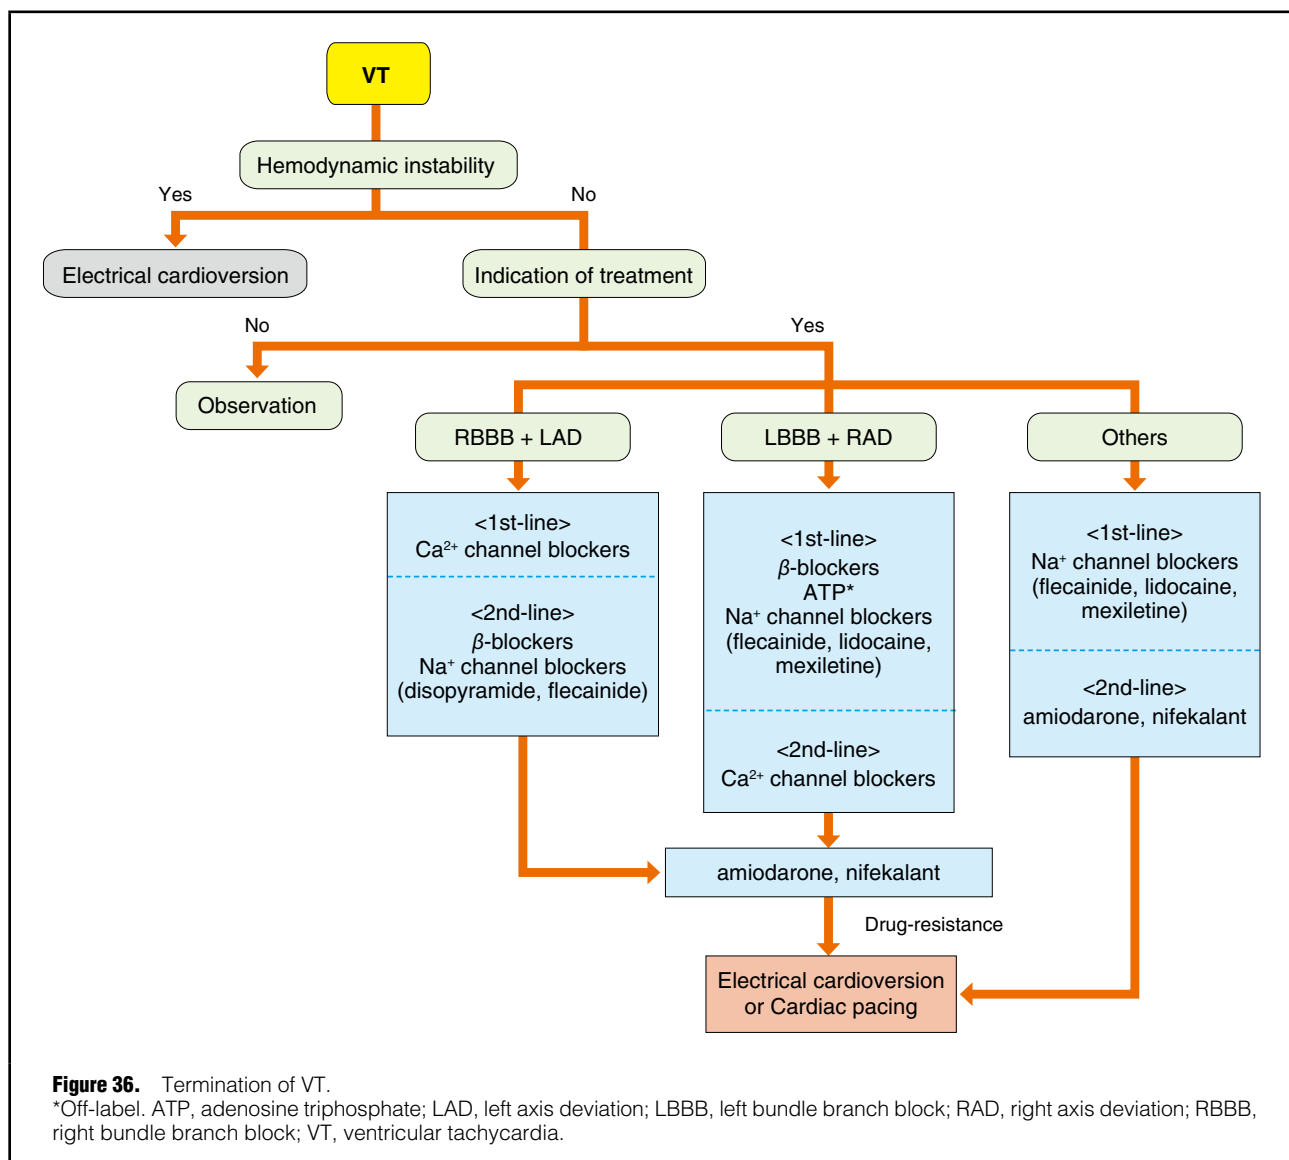 VT
Hemodynamic instability
Yes
No
Electrical cardioversion
Indication of treatment
No
Yes
Observation
RBBB + LAD
LBBB + RAD
Others
<1st-line>
Ca²⁺ channel blockers
<2nd-line>
β-blockers
Na⁺ channel blockers
(disopyramide, flecainide)
<1st-line>
β-blockers
ATP*
Na⁺ channel blockers
(flecainide, lidocaine,
mexiletine)
<2nd-line>
Ca²⁺ channel blockers
<1st-line>
Na⁺ channel blockers
(flecainide, lidocaine,
mexiletine)
<2nd-line>
amiodarone, nifekalant
amiodarone, nifekalant
Drug-resistance
Electrical cardioversion
or Cardiac pacing
Figure 36. Termination of VT.
*Off-label. ATP, adenosine triphosphate; LAD, left axis deviation; LBBB, left bundle branch block; RAD, right axis deviation; RBBB,
right bundle branch block; VT, ventricular tachycardia.